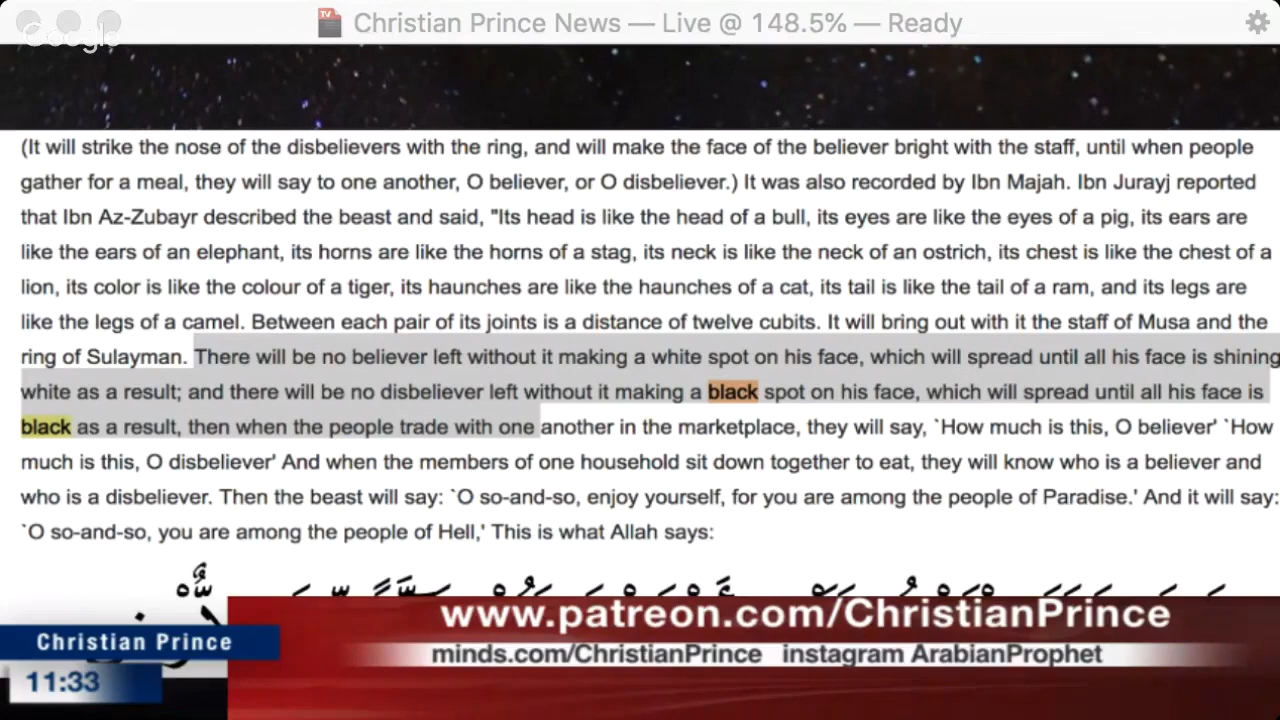 Christian Prince News — Live @ 148.5% — Ready
Google
(It will strike the nose of the disbelievers with the ring, and will make the face of the believer bright with the staff, until when people
gather for a meal, they will say to one another, O believer, or O disbeliever.) It was also recorded by Ibn Majah. Ibn Jurayj reported
that Ibn Az-Zubayr described the beast and said, "Its head is like the head of a bull, its eyes are like the eyes of a pig, its ears are
like the ears of an elephant, its horns are like the horns of a stag, its neck is like the neck of an ostrich, its chest is like the chest of a
lion, its color is like the colour of a tiger, its haunches are like the haunches of a cat, its tail is like the tail of a ram, and its legs are
like the legs of a camel. Between each pair of its joints is a distance of twelve cubits. It will bring out with it the staff of Musa and the
ring of Sulayman. There will be no believer left without it making a white spot on his face, which will spread until all his face is shining
white as a result; and there will be no disbeliever left without it making a black spot on his face, which will spread until all his face is
black as a result, then when the people trade with one another in the marketplace, they will say, `How much is this, O believer' `How
much is this, O disbeliever' And when the members of one household sit down together to eat, they will know who is a believer and
who is a disbeliever. Then the beast will say: `O so-and-so, enjoy yourself, for you are among the people of Paradise.' And it will say:
`O so-and-so, you are among the people of Hell,' This is what Allah says:
www.patreon.com/ChristianPrince
Christian Prince
minds.com/ChristianPrince instagram ArabianProphet
11:33